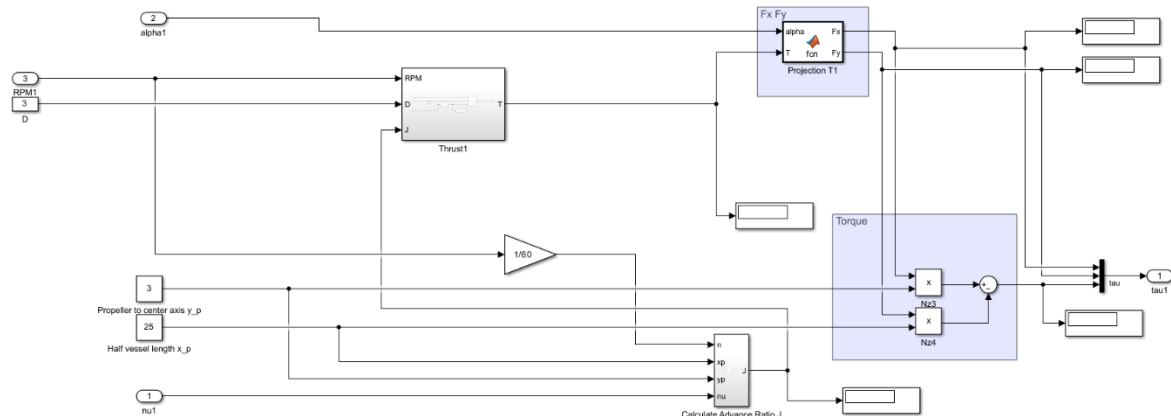 2
alpha1
3
RPM1
3
D
RPM
D
J
T
Thrust1
Fx Fy
alpha
T
Fx
Fy
fcn
Projection T1
1/60
3
Propeller to center axis y_p
25
Half vessel length x_p
1
nu1
n
xp
yp
nu
J
Calculate Advance Ratio J
Torque
x
Nz3
x
Nz4
+
−
tau
1
tau1